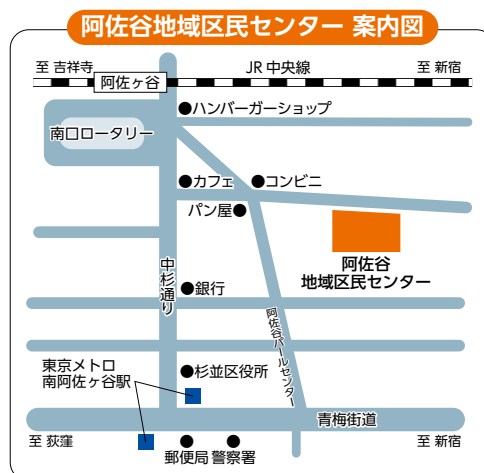 阿佐谷地域区民センター 案内図
至 吉祥寺
JR 中央線
至 新宿
阿佐ヶ谷
●ハンバーガーショップ
南口ロータリー
●カフェ
●コンビニ
パン屋●
阿佐谷
地域区民センター
中杉通り
●銀行
阿佐谷パールセンター
東京メトロ
南阿佐ヶ谷駅
●杉並区役所
青梅街道
至 荻窪
郵便局
警察署
至 新宿